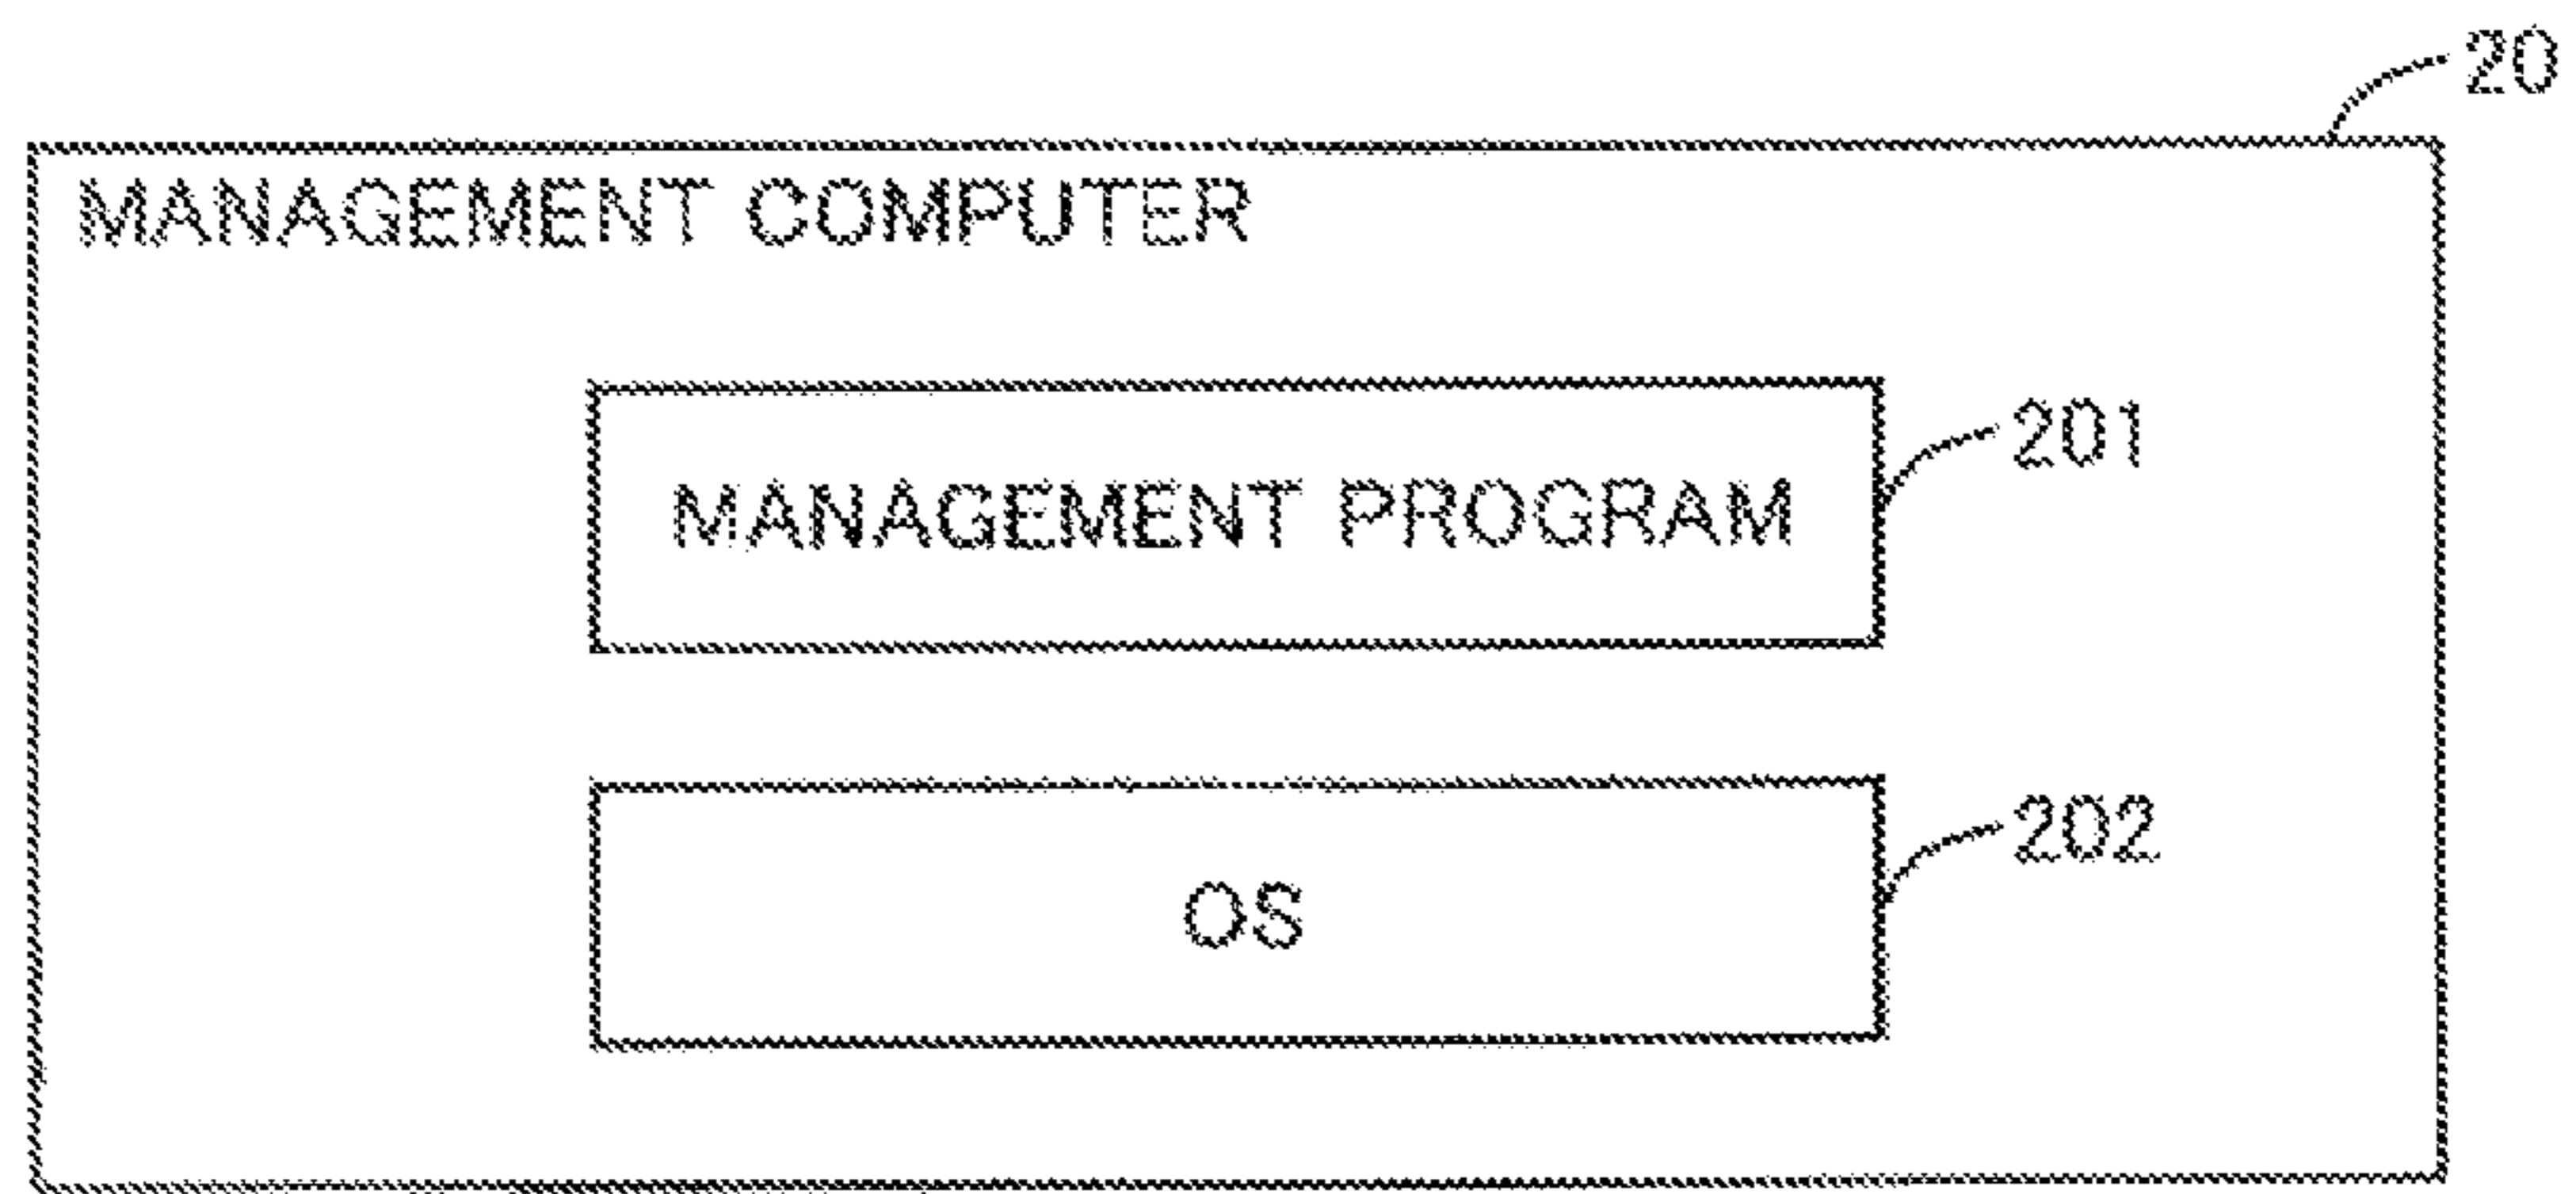 20
MANAGEMENT COMPUTER
201
MANAGEMENT PROGRAM
202
OS